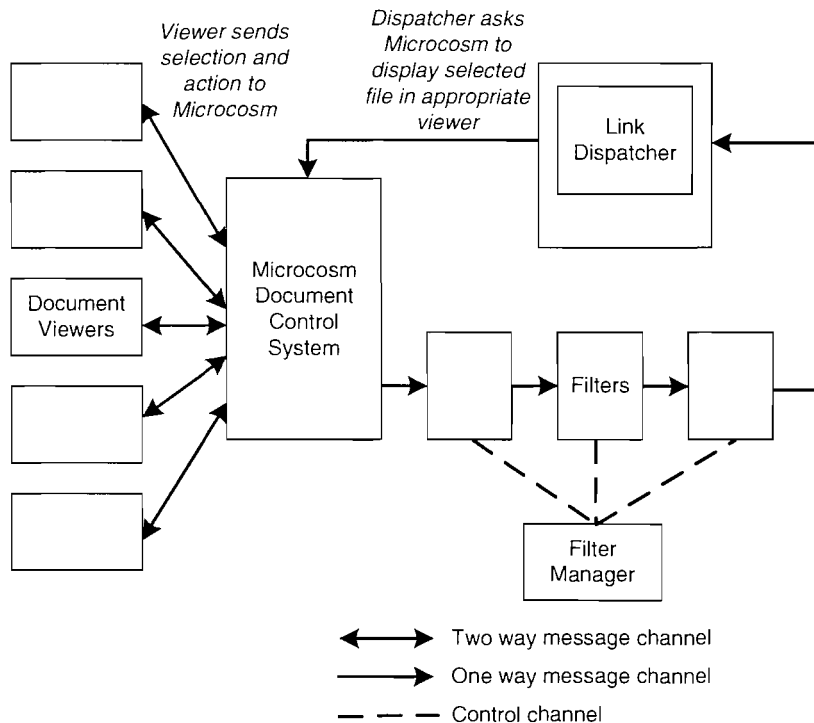 Viewer sends
selection and
action to
Microcosm
Dispatcher asks
Microcosm to
display selected
file in appropriate
viewer
Link
Dispatcher
Microcosm
Document
Control
System
Document
Viewers
Filters
Filter
Manager
Two way message channel
One way message channel
Control channel